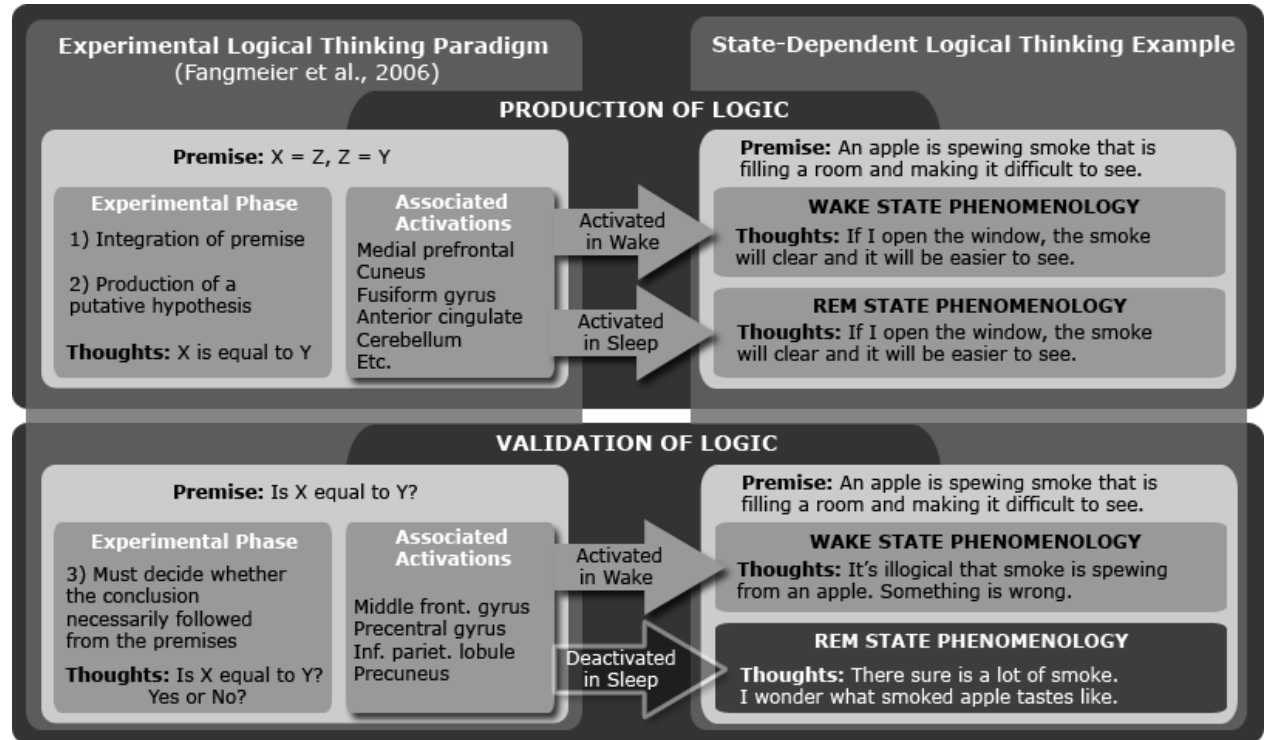 Experimental Logical Thinking Paradigm
(Fangmeier et al., 2006)
State-Dependent Logical Thinking Example
PRODUCTION OF LOGIC
Premise: X = Z, Z = Y
Experimental Phase
1) Integration of premise
2) Production of a
putative hypothesis
Thoughts: X is equal to Y
Associated
Activations
Medial prefrontal
Cuneus
Fusiform gyrus
Anterior cingulate
Cerebellum
Etc.
Activated
in Wake
Activated
in Sleep
Premise: An apple is spewing smoke that is
filling a room and making it difficult to see.
WAKE STATE PHENOMENOLOGY
Thoughts: If I open the window, the smoke
will clear and it will be easier to see.
REM STATE PHENOMENOLOGY
Thoughts: If I open the window, the smoke
will clear and it will be easier to see.
VALIDATION OF LOGIC
Premise: Is X equal to Y?
Experimental Phase
3) Must decide whether
the conclusion
necessarily followed
from the premises
Thoughts: Is X equal to Y?
Yes or No?
Associated
Activations
Middle front. gyrus
Precentral gyrus
Inf. pariet. lobule
Precuneus
Activated
in Wake
Deactivated
in Sleep
Premise: An apple is spewing smoke that is
filling a room and making it difficult to see.
WAKE STATE PHENOMENOLOGY
Thoughts: It's illogical that smoke is spewing
from an apple. Something is wrong.
REM STATE PHENOMENOLOGY
Thoughts: There sure is a lot of smoke.
I wonder what smoked apple tastes like.